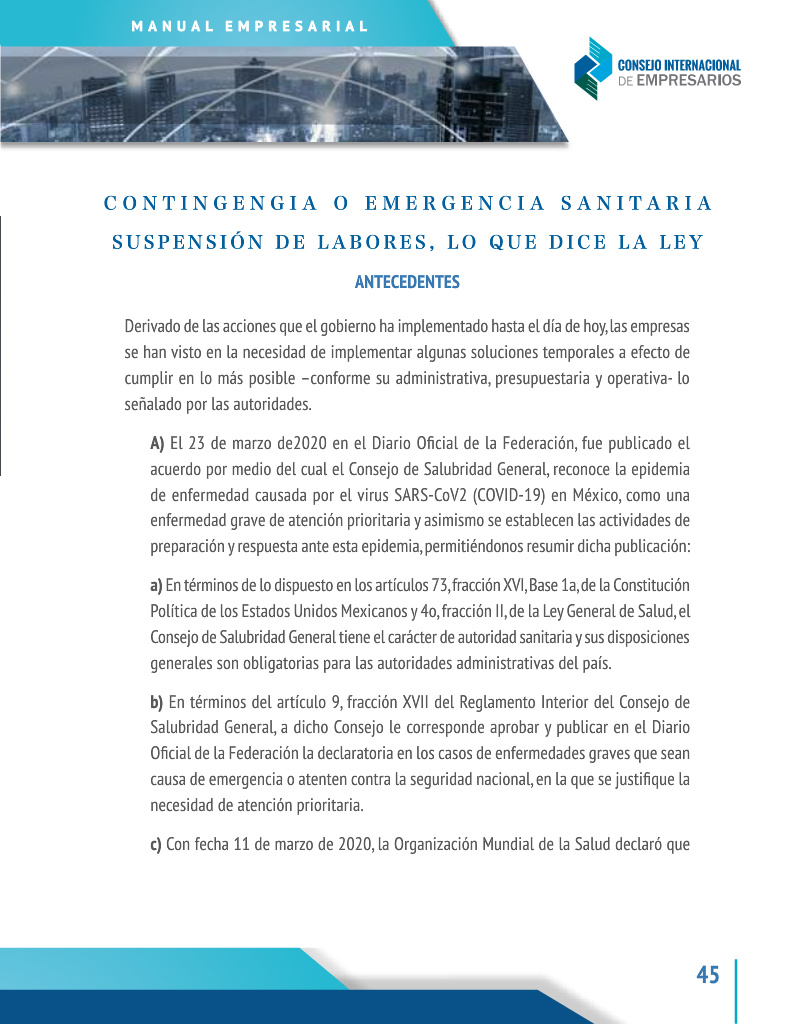 MANUAL EMPRESARIAL
CONSEJO INTERNACIONAL
DE EMPRESARIOS
CONTINGENGIA O EMERGENCIA SANITARIA
SUSPENSIÓN DE LABORES, LO QUE DICE LA LEY
ANTECEDENTES
Derivado de las acciones que el gobierno ha implementado hasta el día de hoy, las empresas
se han visto en la necesidad de implementar algunas soluciones temporales a efecto de
cumplir en lo más posible –conforme su administrativa, presupuestaria y operativa- lo
señalado por las autoridades.
A) El 23 de marzo de2020 en el Diario Oficial de la Federación, fue publicado el
acuerdo por medio del cual el Consejo de Salubridad General, reconoce la epidemia
de enfermedad causada por el virus SARS-CoV2 (COVID-19) en México, como una
enfermedad grave de atención prioritaria y asimismo se establecen las actividades de
preparación y respuesta ante esta epidemia, permitiéndonos resumir dicha publicación:
a) En términos de lo dispuesto en los artículos 73, fracción XVI, Base 1a, de la Constitución
Política de los Estados Unidos Mexicanos y 4o, fracción II, de la Ley General de Salud, el
Consejo de Salubridad General tiene el carácter de autoridad sanitaria y sus disposiciones
generales son obligatorias para las autoridades administrativas del país.
b) En términos del artículo 9, fracción XVII del Reglamento Interior del Consejo de
Salubridad General, a dicho Consejo le corresponde aprobar y publicar en el Diario
Oficial de la Federación la declaratoria en los casos de enfermedades graves que sean
causa de emergencia o atenten contra la seguridad nacional, en la que se justifique la
necesidad de atención prioritaria.
c) Con fecha 11 de marzo de 2020, la Organización Mundial de la Salud declaró que
45